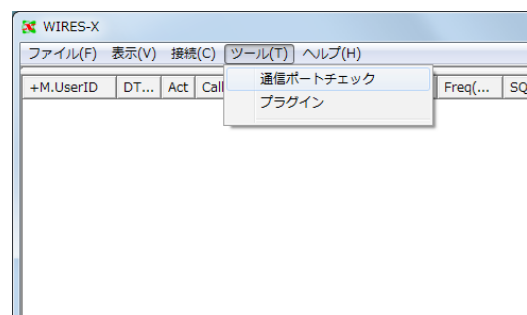 WIRES-X
ファイル(F) 表示(V) 接続(C) ツール(T) ヘルプ(H)
+M.UserID DT... Act Call Freq(... SQ
通信ポートチェック
プラグイン